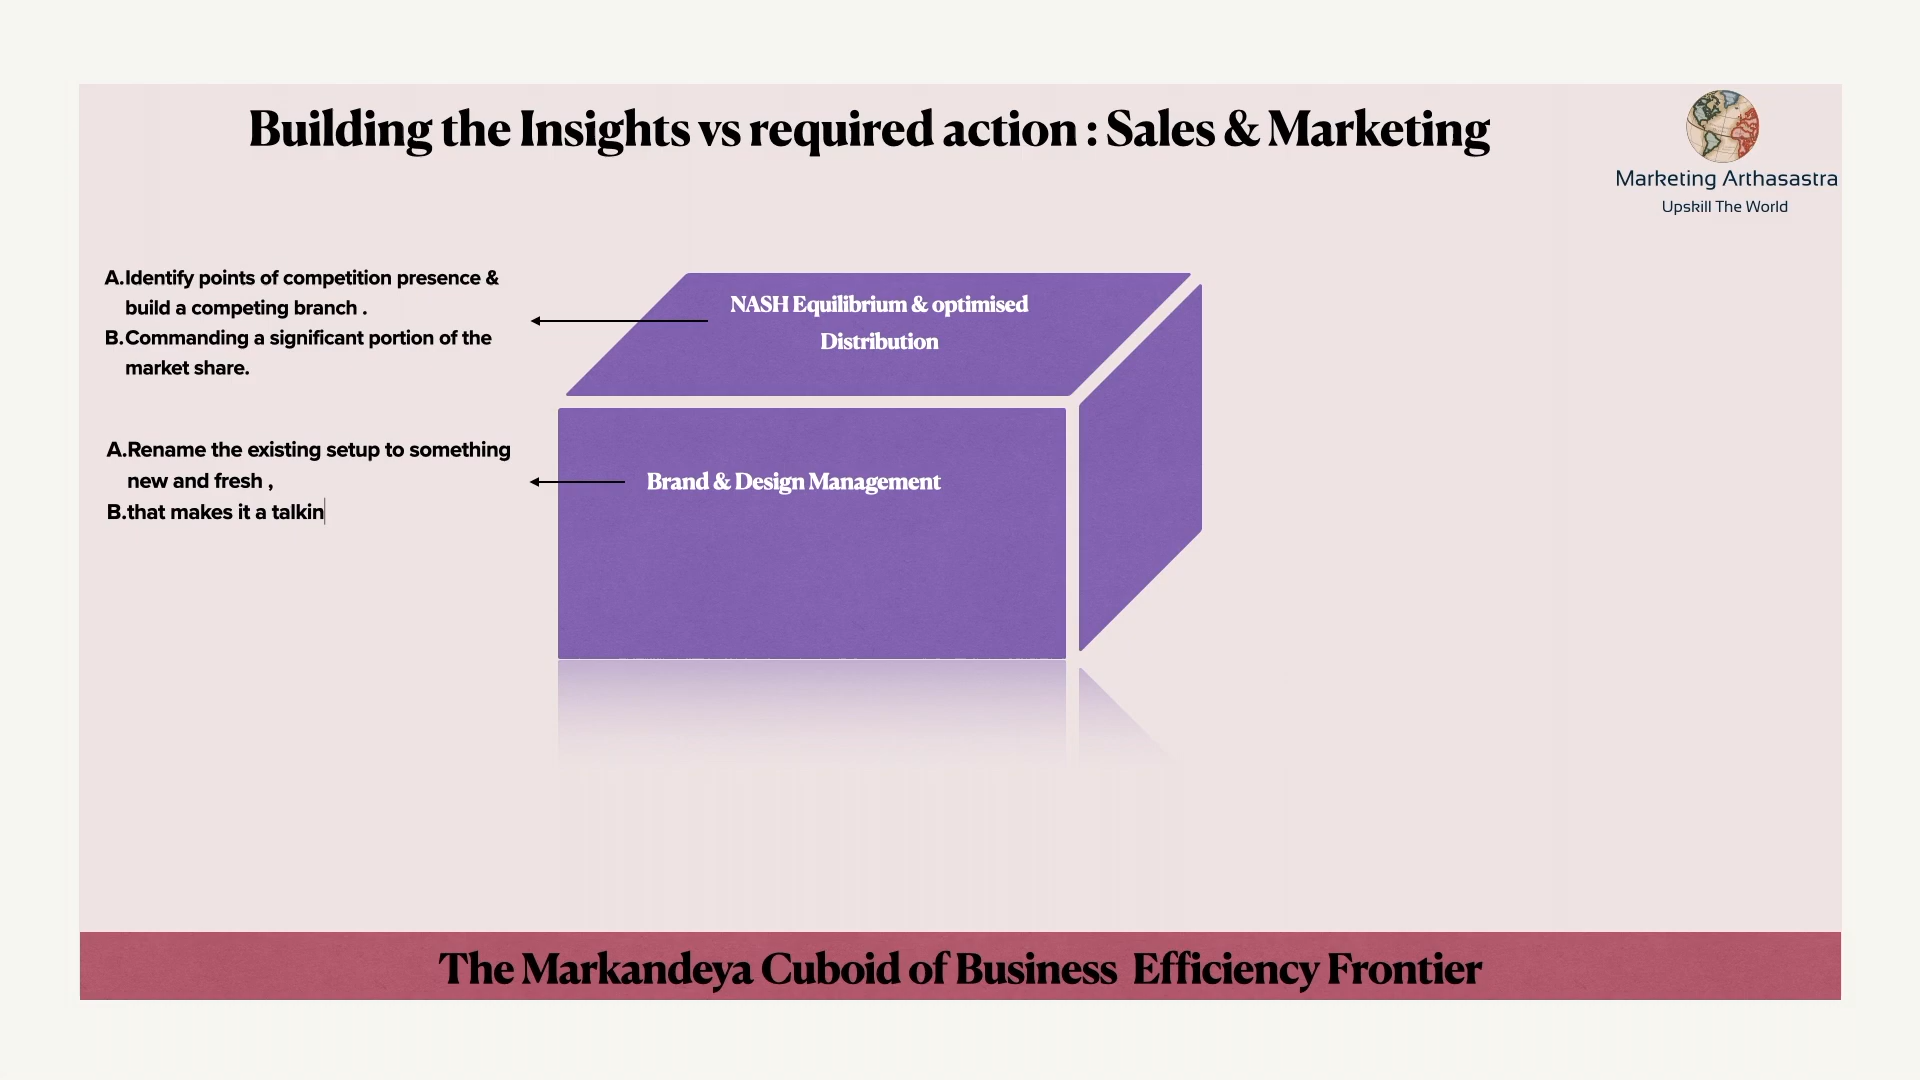 Building the Insights vs required action : Sales & Marketing
Marketing Arthasastra
Upskill The World
A.Identify points of competition presence &
build a competing branch .
B.Commanding a significant portion of the
market share.
NASH Equilibrium & optimised
Distribution
A.Rename the existing setup to something
new and fresh ,
B.that makes it a talkin
Brand & Design Management
The Markandeya Cuboid of Business Efficiency Frontier